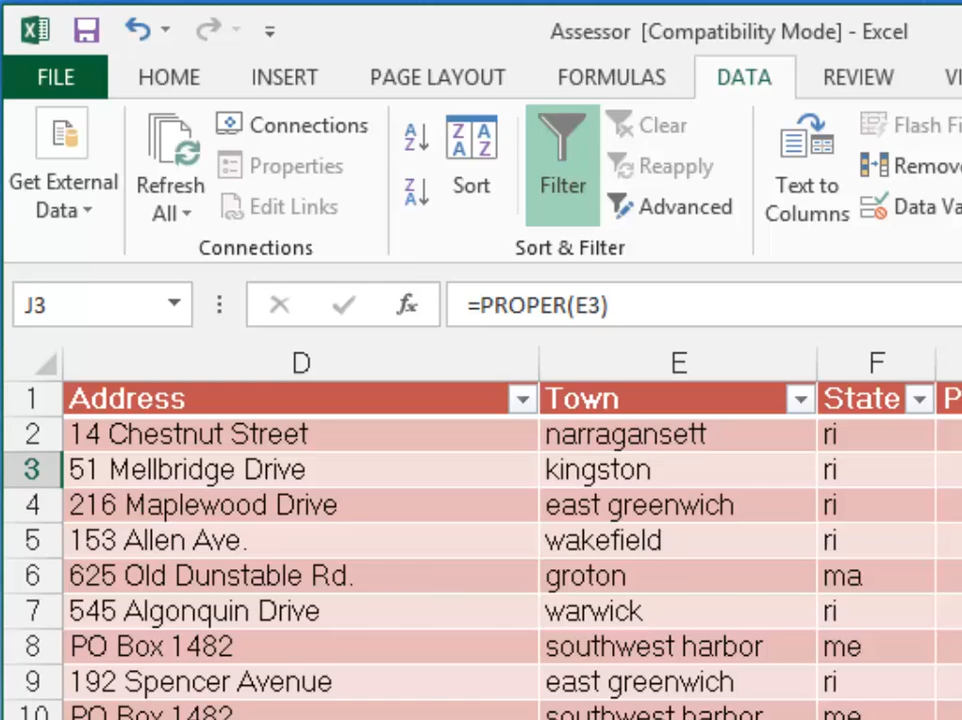 Assessor [Compatibility Mode] - Excel
FILE HOME INSERT PAGE LAYOUT FORMULAS DATA REVIEW
Get External Data
Refresh All
Connections
Properties
Edit Links
Connections
A Z
Z A
Z A A Z
Sort
Filter
Clear
Reapply
Advanced
Sort & Filter
Text to Columns
Flash Fi
Remov
Data Va
J3 fx =PROPER(E3)
D E F
1 Address Town State P
2 14 Chestnut Street narragansett ri
3 51 Mellbridge Drive kingston ri
4 216 Maplewood Drive east greenwich ri
5 153 Allen Ave. wakefield ri
6 625 Old Dunstable Rd. groton ma
7 545 Algonquin Drive warwick ri
8 PO Box 1482 southwest harbor me
9 192 Spencer Avenue east greenwich ri
10 PO Box 1482 southwest harbor me